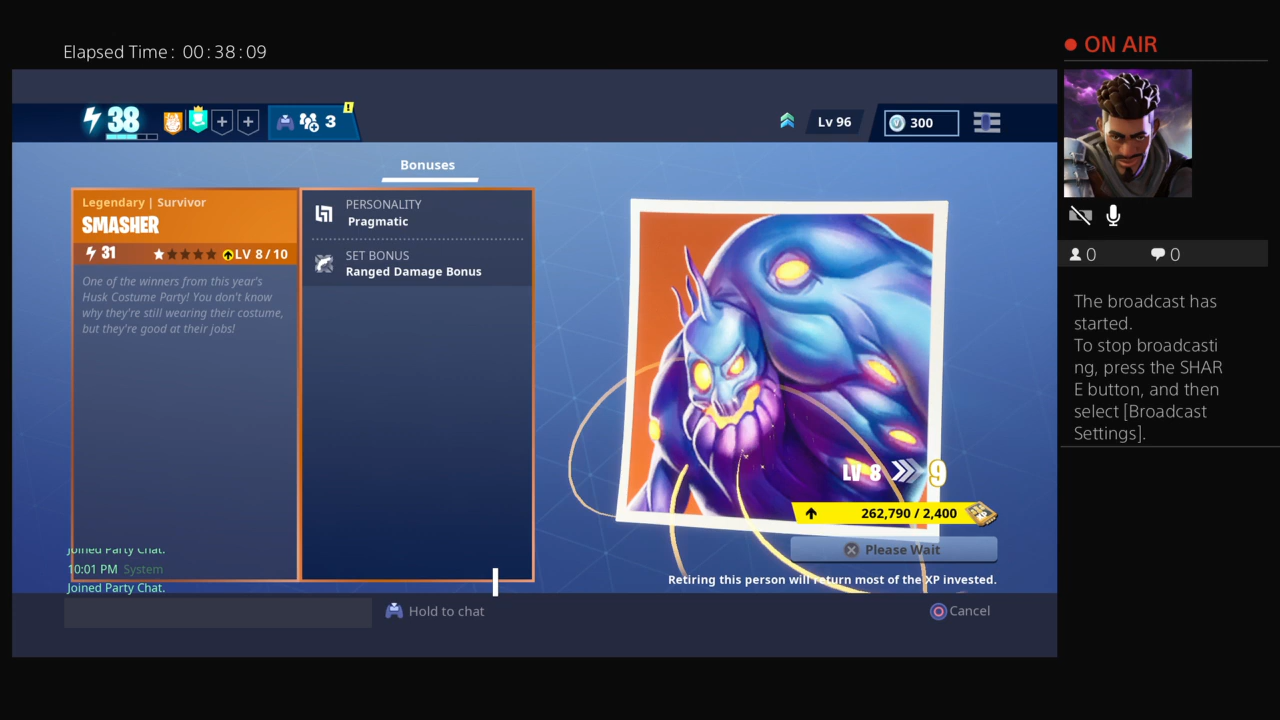 Elapsed Time: 00:38:09
ON AIR
38
3
!
Lv 96
300
Bonuses
Legendary | Survivor
SMASHER
31
LV 8/10
One of the winners from this year's
Husk Costume Party! You don't know
why they're still wearing their costume,
but they're good at their jobs!
PERSONALITY
Pragmatic
SET BONUS
Ranged Damage Bonus
LV 8
9
262,790 / 2,400
Please Wait
Retiring this person will return most of the XP invested.
Joined Party Chat.
10:01 PM System
Joined Party Chat.
Hold to chat
Cancel
0
0
The broadcast has
started.
To stop broadcasti
ng, press the SHAR
E button, and then
select [Broadcast
Settings].